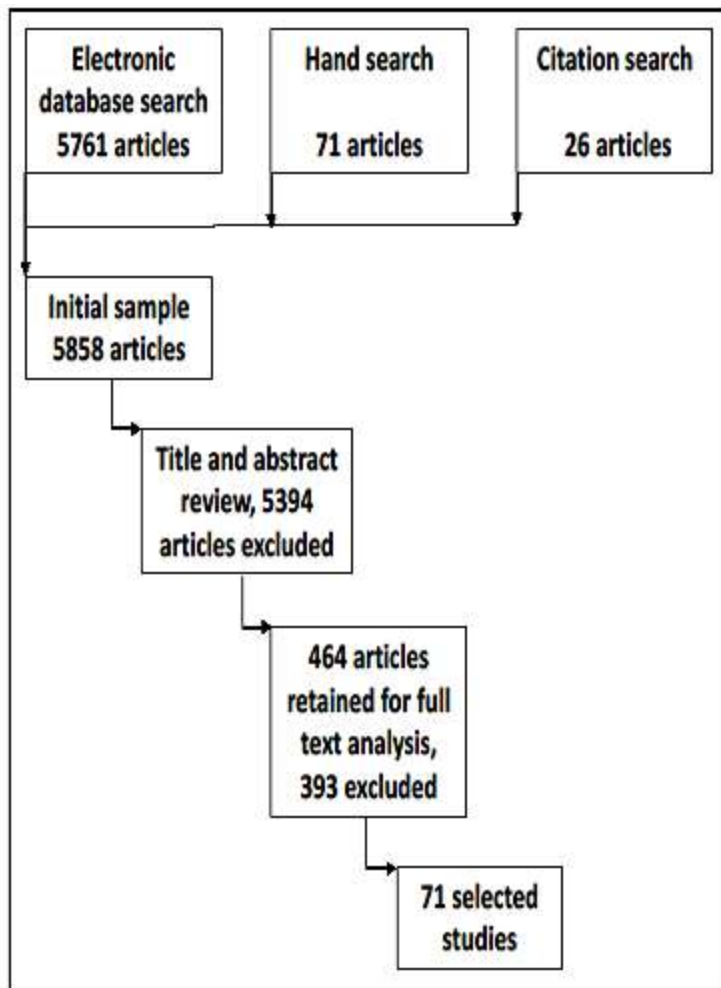 Electronic
database search
5761 articles
Hand search
71 articles
Citation search
26 articles
Initial sample
5858 articles
Title and abstract
review, 5394
articles excluded
464 articles
retained for full
text analysis,
393 excluded
71 selected
studies